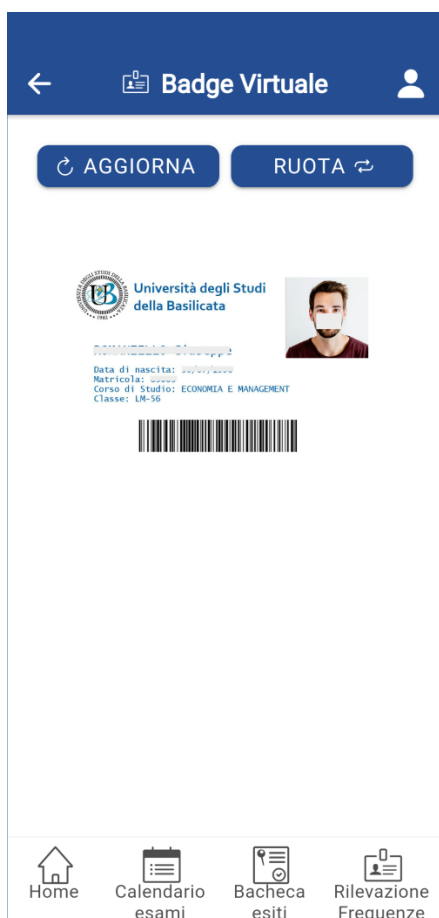 Badge Virtuale
AGGIORNA
RUOTA
Università degli Studi
della Basilicata
Data di nascita:
Matricola:
Corso di Studio: ECONOMIA E MANAGEMENT
Classe: LM-56
Home
Calendario
esami
Bacheca
esiti
Rilevazione
Frequenze